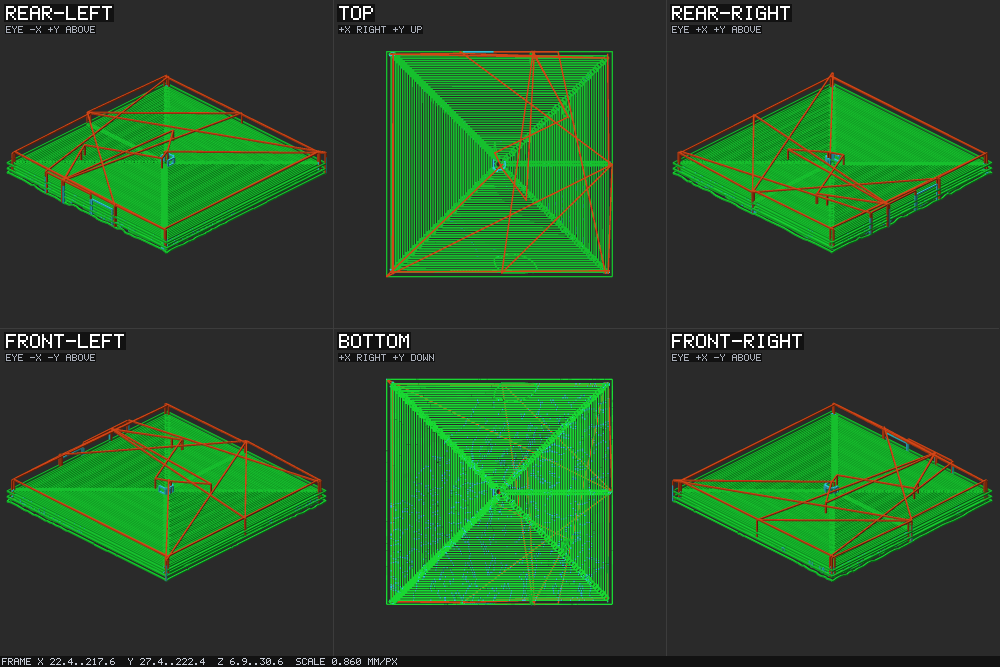 REAR-LEFT
EYE -X +Y ABOVE
TOP
+X RIGHT +Y UP
REAR-RIGHT
EYE +X +Y ABOVE
FRONT-LEFT
EYE -X -Y ABOVE
BOTTOM
+X RIGHT +Y DOWN
FRONT-RIGHT
EYE +X -Y ABOVE
FRAME X 22.4..217.6 Y 27.4..222.4 Z 6.9..30.6 SCALE 0.860 MM/PX